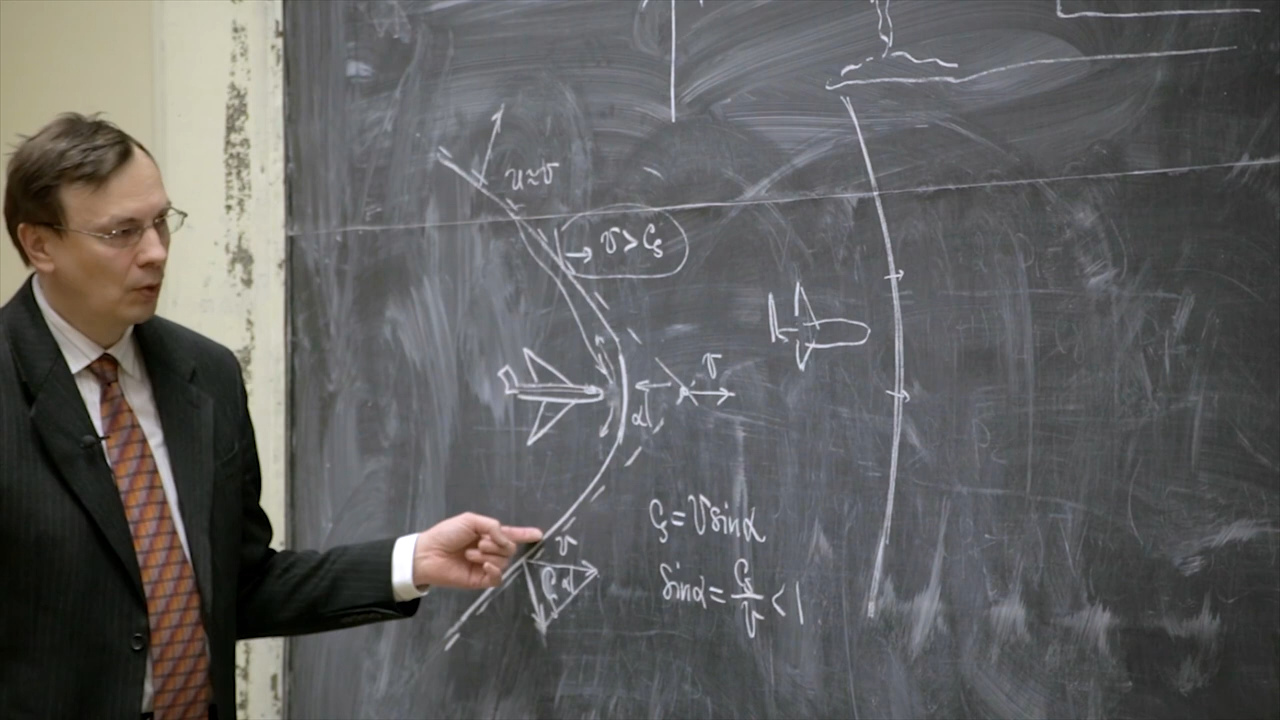 u≈v
v > Cₛ
v
α
v
Cₛ α
Cₛ = v sinα
sinα = Cₛ/v < 1